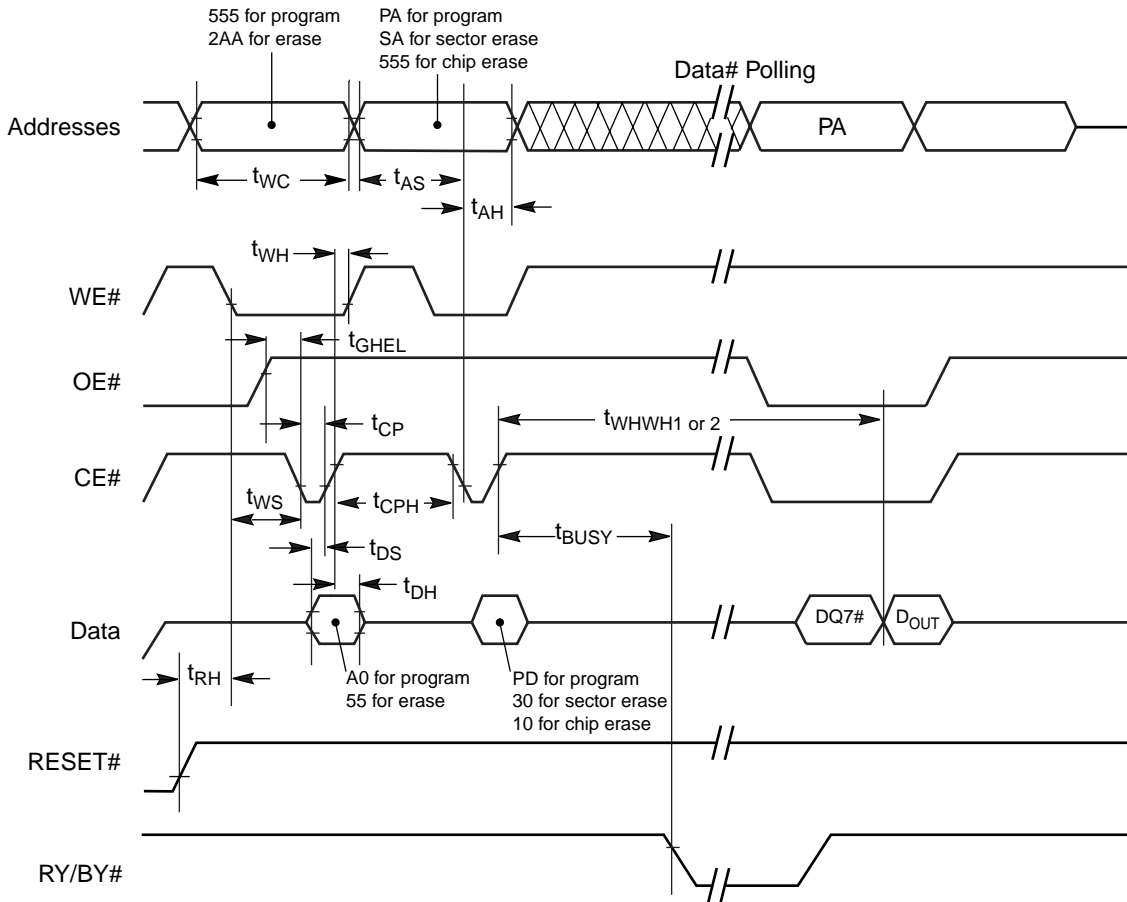 555 for program
2AA for erase
PA for program
SA for sector erase
555 for chip erase
Data# Polling
Addresses
PA
tWC
tAS
tAH
tWH
WE#
tGHEL
OE#
tWHWH1 or 2
tCP
CE#
tWS
tCPH
tBUSY
tDS
tDH
Data
DQ7#
DOUT
tRH
A0 for program
55 for erase
PD for program
30 for sector erase
10 for chip erase
RESET#
RY/BY#